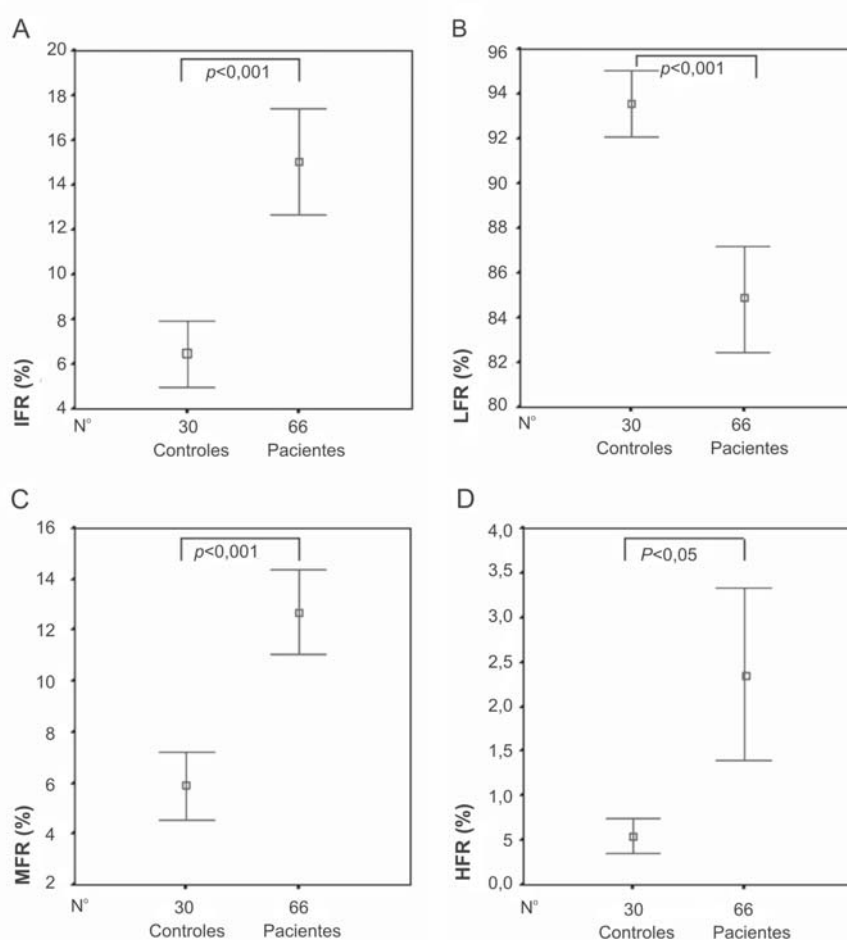 A
IFR (%)
20
18
16
14
12
10
8
6
4
p<0,001
N° 30 66
Controles Pacientes
B
LFR (%)
96
94
92
90
88
86
84
82
80
p<0,001
N° 30 66
Controles Pacientes
C
MFR (%)
16
14
12
10
8
6
4
2
p<0,001
N° 30 66
Controles Pacientes
D
HFR (%)
4,0
3,5
3,0
2,5
2,0
1,5
1,0
5
0,0
P<0,05
N° 30 66
Controles Pacientes